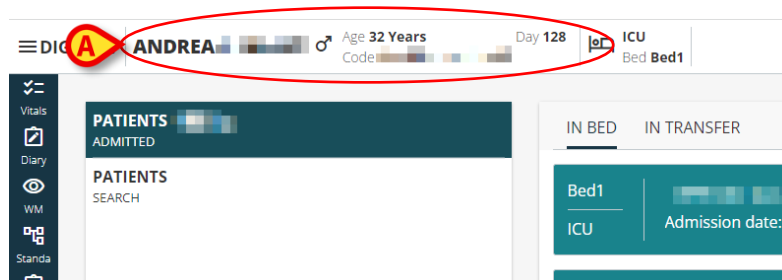 DIG
A
ANDREA
Age 32 Years
Day 128
Code
ICU
Bed Bed1
Vitals
Diary
WM
Standa
PATIENTS
ADMITTED
PATIENTS
SEARCH
IN BED
IN TRANSFER
Bed1
ICU
Admission date: